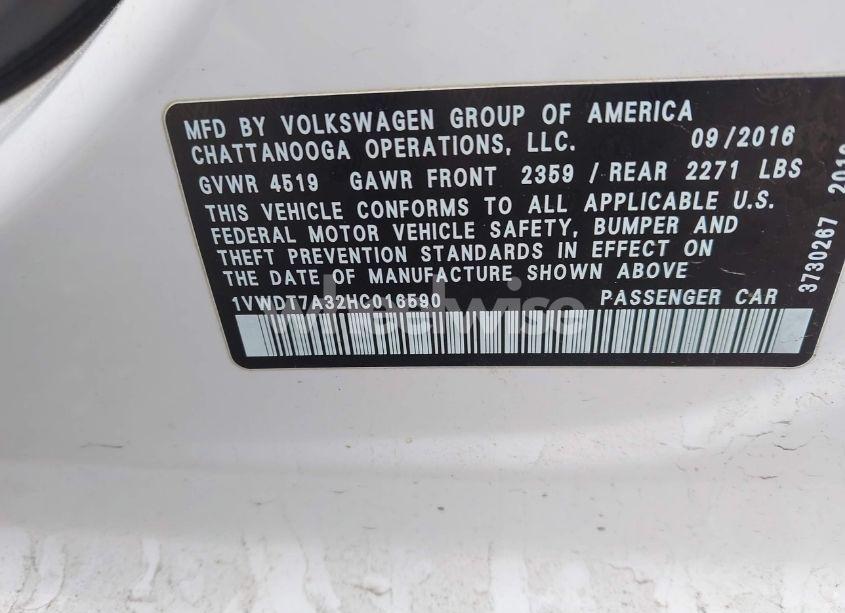 MFD BY VOLKSWAGEN GROUP OF AMERICA
CHATTANOOGA OPERATIONS, LLC. 09/2016
GVWR 4519 GAWR FRONT 2359 / REAR 2271 LBS
THIS VEHICLE CONFORMS TO ALL APPLICABLE U.S.
FEDERAL MOTOR VEHICLE SAFETY, BUMPER AND
THEFT PREVENTION STANDARDS IN EFFECT ON
THE DATE OF MANUFACTURE SHOWN ABOVE
1VWDT7A32HC016590 PASSENGER CAR
3730267
wheelwise